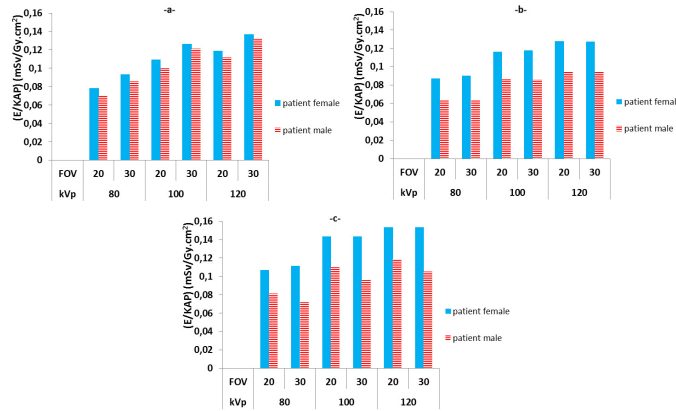 -a-
(E/KAP) (mSv/Gy.cm²)
0,16
0,14
0,12
0,1
0,08
0,06
0,04
0,02
0
patient female
patient male
FOV 20 30 20 30 20 30
kVp 80 100 120
-b-
(E/KAP) (mSv/Gy.cm²)
0,16
0,14
0,12
0,1
0,08
0,06
0,04
0,02
0
patient femal
patient male
FOV 20 30 20 30 20 30
kVp 80 100 120
-c-
(E/KAP) (mSv/Gy.cm²)
0,16
0,14
0,12
0,1
0,08
0,06
0,04
0,02
0
patient female
patient male
FOV 20 30 20 30 20 30
kVp 80 100 120